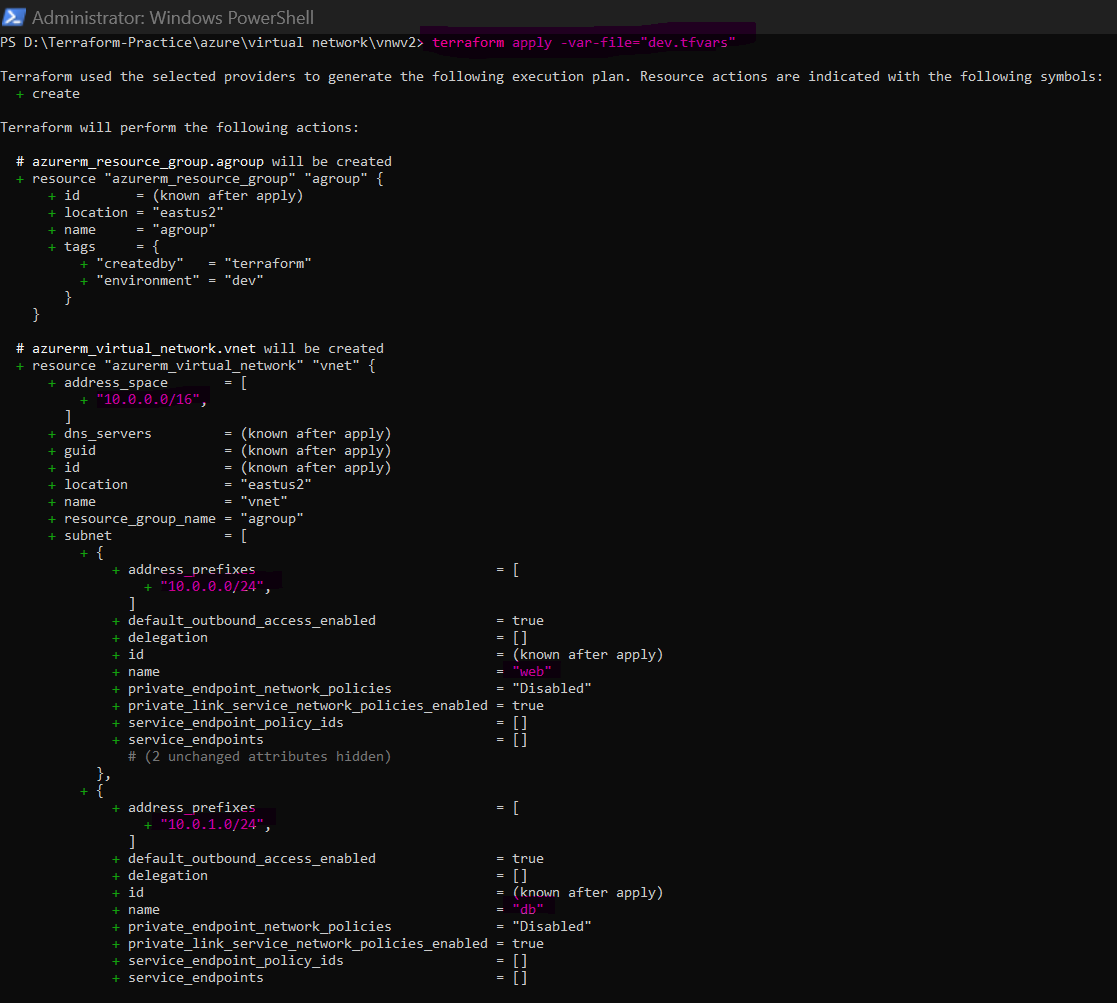 Administrator: Windows PowerShell
PS D:\Terraform-Practice\azure\virtual network\vnwv2> terraform apply -var-file="dev.tfvars"
Terraform used the selected providers to generate the following execution plan. Resource actions are indicated with the following symbols:
  + create
Terraform will perform the following actions:
  # azurerm_resource_group.agroup will be created
  + resource "azurerm_resource_group" "agroup" {
      + id       = (known after apply)
      + location = "eastus2"
      + name     = "agroup"
      + tags     = {
          + "createdby"   = "terraform"
          + "environment" = "dev"
        }
    }
  # azurerm_virtual_network.vnet will be created
  + resource "azurerm_virtual_network" "vnet" {
      + address_space       = [
          + "10.0.0.0/16",
        ]
      + dns_servers         = (known after apply)
      + guid                = (known after apply)
      + id                  = (known after apply)
      + location            = "eastus2"
      + name                = "vnet"
      + resource_group_name = "agroup"
      + subnet              = [
          + {
              + address_prefixes                              = [
                  + "10.0.0.0/24",
                ]
              + default_outbound_access_enabled               = true
              + delegation                                    = []
              + id                                            = (known after apply)
              + name                                          = "web"
              + private_endpoint_network_policies             = "Disabled"
              + private_link_service_network_policies_enabled = true
              + service_endpoint_policy_ids                   = []
              + service_endpoints                             = []
                # (2 unchanged attributes hidden)
            },
          + {
              + address_prefixes                              = [
                  + "10.0.1.0/24",
                ]
              + default_outbound_access_enabled               = true
              + delegation                                    = []
              + id                                            = (known after apply)
              + name                                          = "db"
              + private_endpoint_network_policies             = "Disabled"
              + private_link_service_network_policies_enabled = true
              + service_endpoint_policy_ids                   = []
              + service_endpoints                             = []